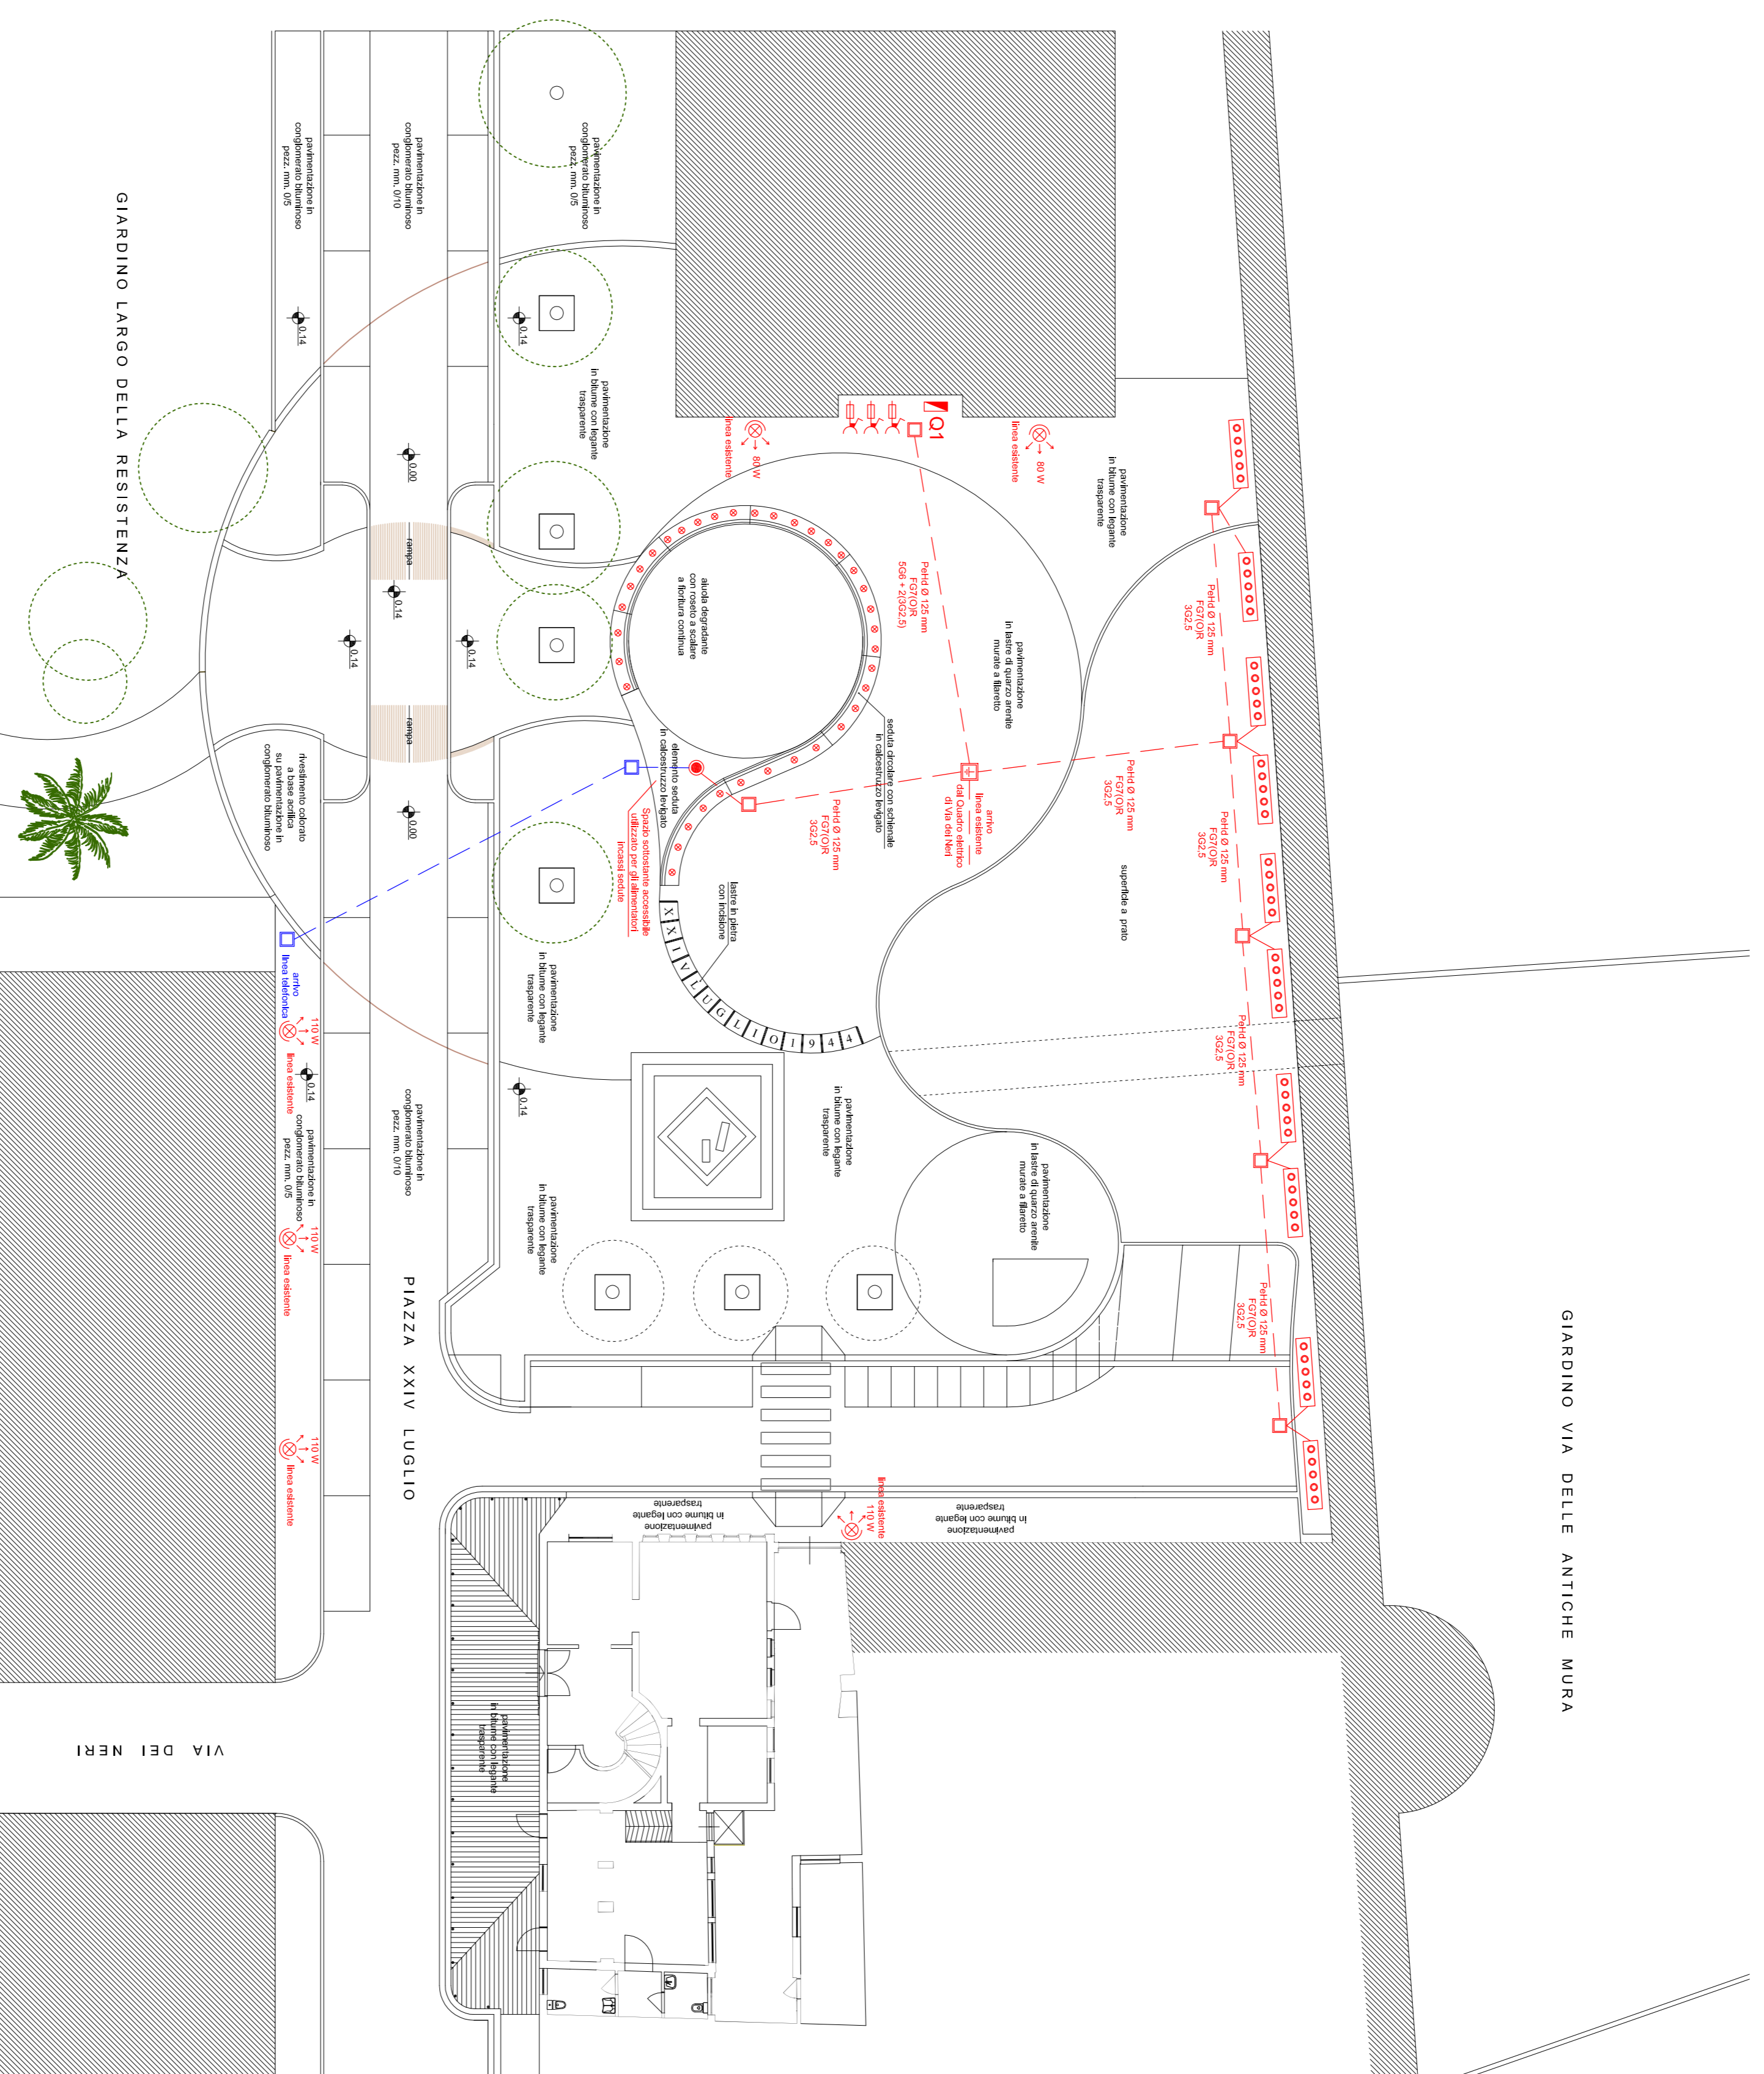 GIARDINO VIA DELLE ANTICHE MURA
pavimentazione
in bitume con legante
trasparente
PeHd Ø 125 mm
FG7(O)R
3G2,5
PeHd Ø 125 mm
FG7(O)R
3G2,5
PeHd Ø 125 mm
FG7(O)R
3G2,5
PeHd Ø 125 mm
FG7(O)R
3G2,5
PeHd Ø 125 mm
FG7(O)R
3G2,5
superficie a prato
80 W
linea esistente
Q1
80 W
linea esistente
PeHd Ø 125 mm
FG7(O)R
5G6 + 2(3G2,5)
pavimentazione
in lastre di quarzo arenite
murate a filaretto
arrivo
linea esistente
dal Quadro elettrico
di Via dei Neri
pavimentazione
in lastre di quarzo arenite
murate a filaretto
seduta circolare con schienale
in calcestruzzo levigato
PeHd Ø 125 mm
FG7(O)R
3G2,5
pavimentazione
in bitume con legante
trasparente
aiuola degradante
con roseto a scalare
a fioritura continua
lastre in pietra
con incisione
XXIVLUGLIO1944
elemento seduta
in calcestruzzo levigato
Spazio sottostante accessibile
utilizzato per gli alimentatori
incassi sedute
linea esistente
110 W
pavimentazione
in bitume con legante
trasparente
pavimentazione
in bitume con legante
trasparente
pavimentazione in
conglomerato bituminoso
pezz. mm. 0/5
pavimentazione
in bitume con legante
trasparente
pavimentazione
in bitume con legante
trasparente
pavimentazione
in bitume con legante
trasparente
pavimentazione
in bitume con legante
trasparente
0.14
0.14
0.14
pavimentazione in
conglomerato bituminoso
pezz. mm. 0/10
0.00
rampa
0.14
rampa
0.00
pavimentazione in
conglomerato bituminoso
pezz. mm. 0/10
PIAZZA XXIV LUGLIO
0.14
pavimentazione in
conglomerato bituminoso
pezz. mm. 0/5
0.14
rivestimento colorato
a base acrilica
su pavimentazione in
conglomerato bituminoso
arrivo
linea telefonica
110 W
linea esistente
0.14
pavimentazione in
conglomerato bituminoso
pezz. mm. 0/5
110 W
linea esistente
110 W
linea esistente
GIARDINO LARGO DELLA RESISTENZA
VIA DEI NERI